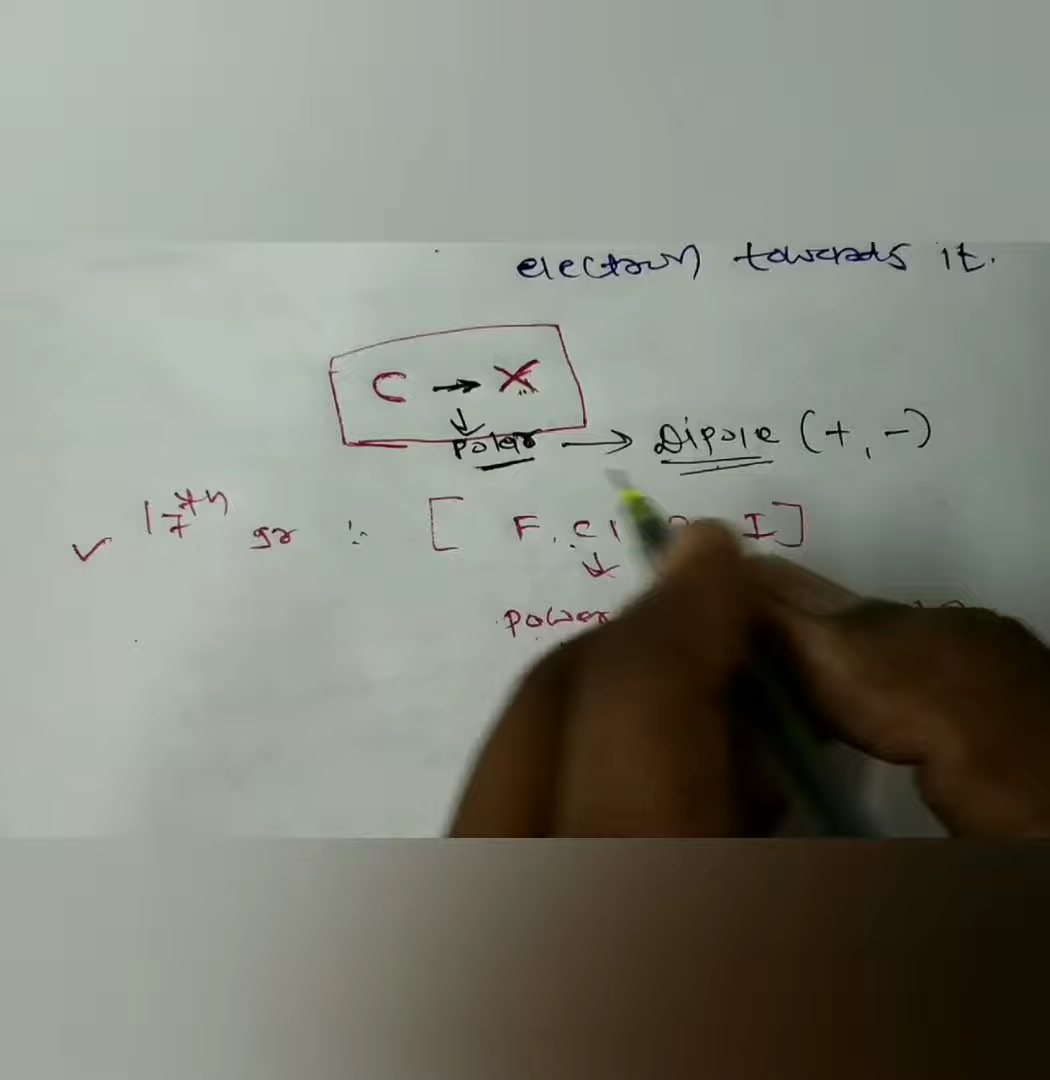 electron towards it.
C → X
↓
Polar → Dipole (+, -)
✓ 17th gr :- [ F, Cl I ]
↓
power